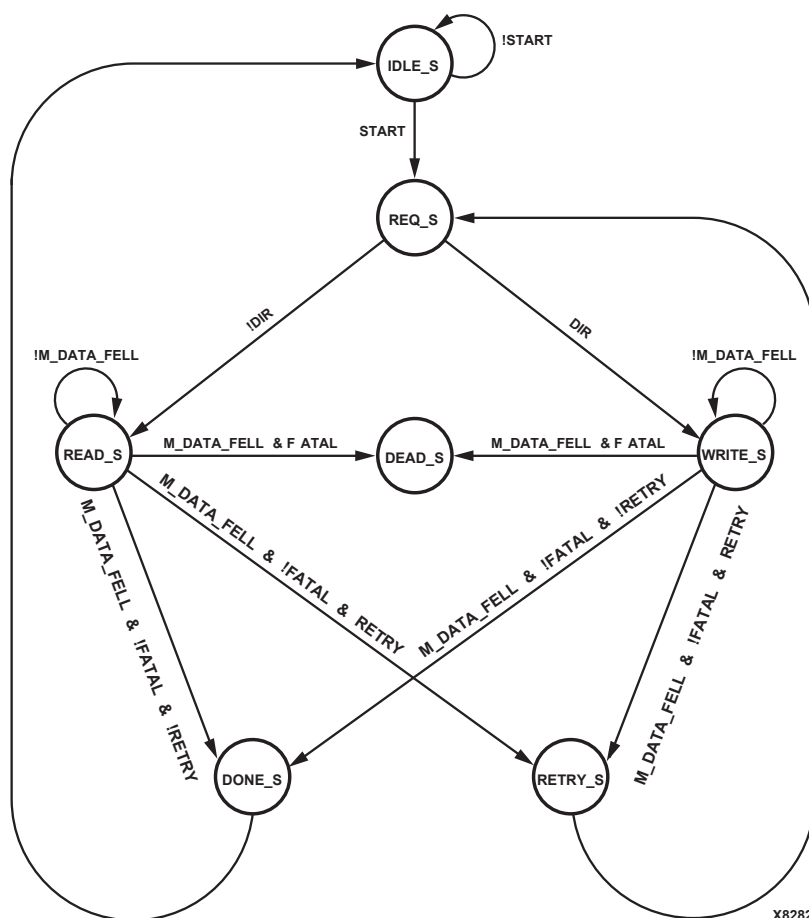 !START
IDLE_S
START
REQ_S
!DIR
DIR
!M_DATA_FELL
!M_DATA_FELL
READ_S
M_DATA_FELL & F ATAL
DEAD_S
M_DATA_FELL & F ATAL
WRITE_S
M_DATA_FELL & !FATAL & !RETRY
M_DATA_FELL & !FATAL & RETRY
M_DATA_FELL & !FATAL & !RETRY
M_DATA_FELL & !FATAL & RETRY
DONE_S
RETRY_S
X8282